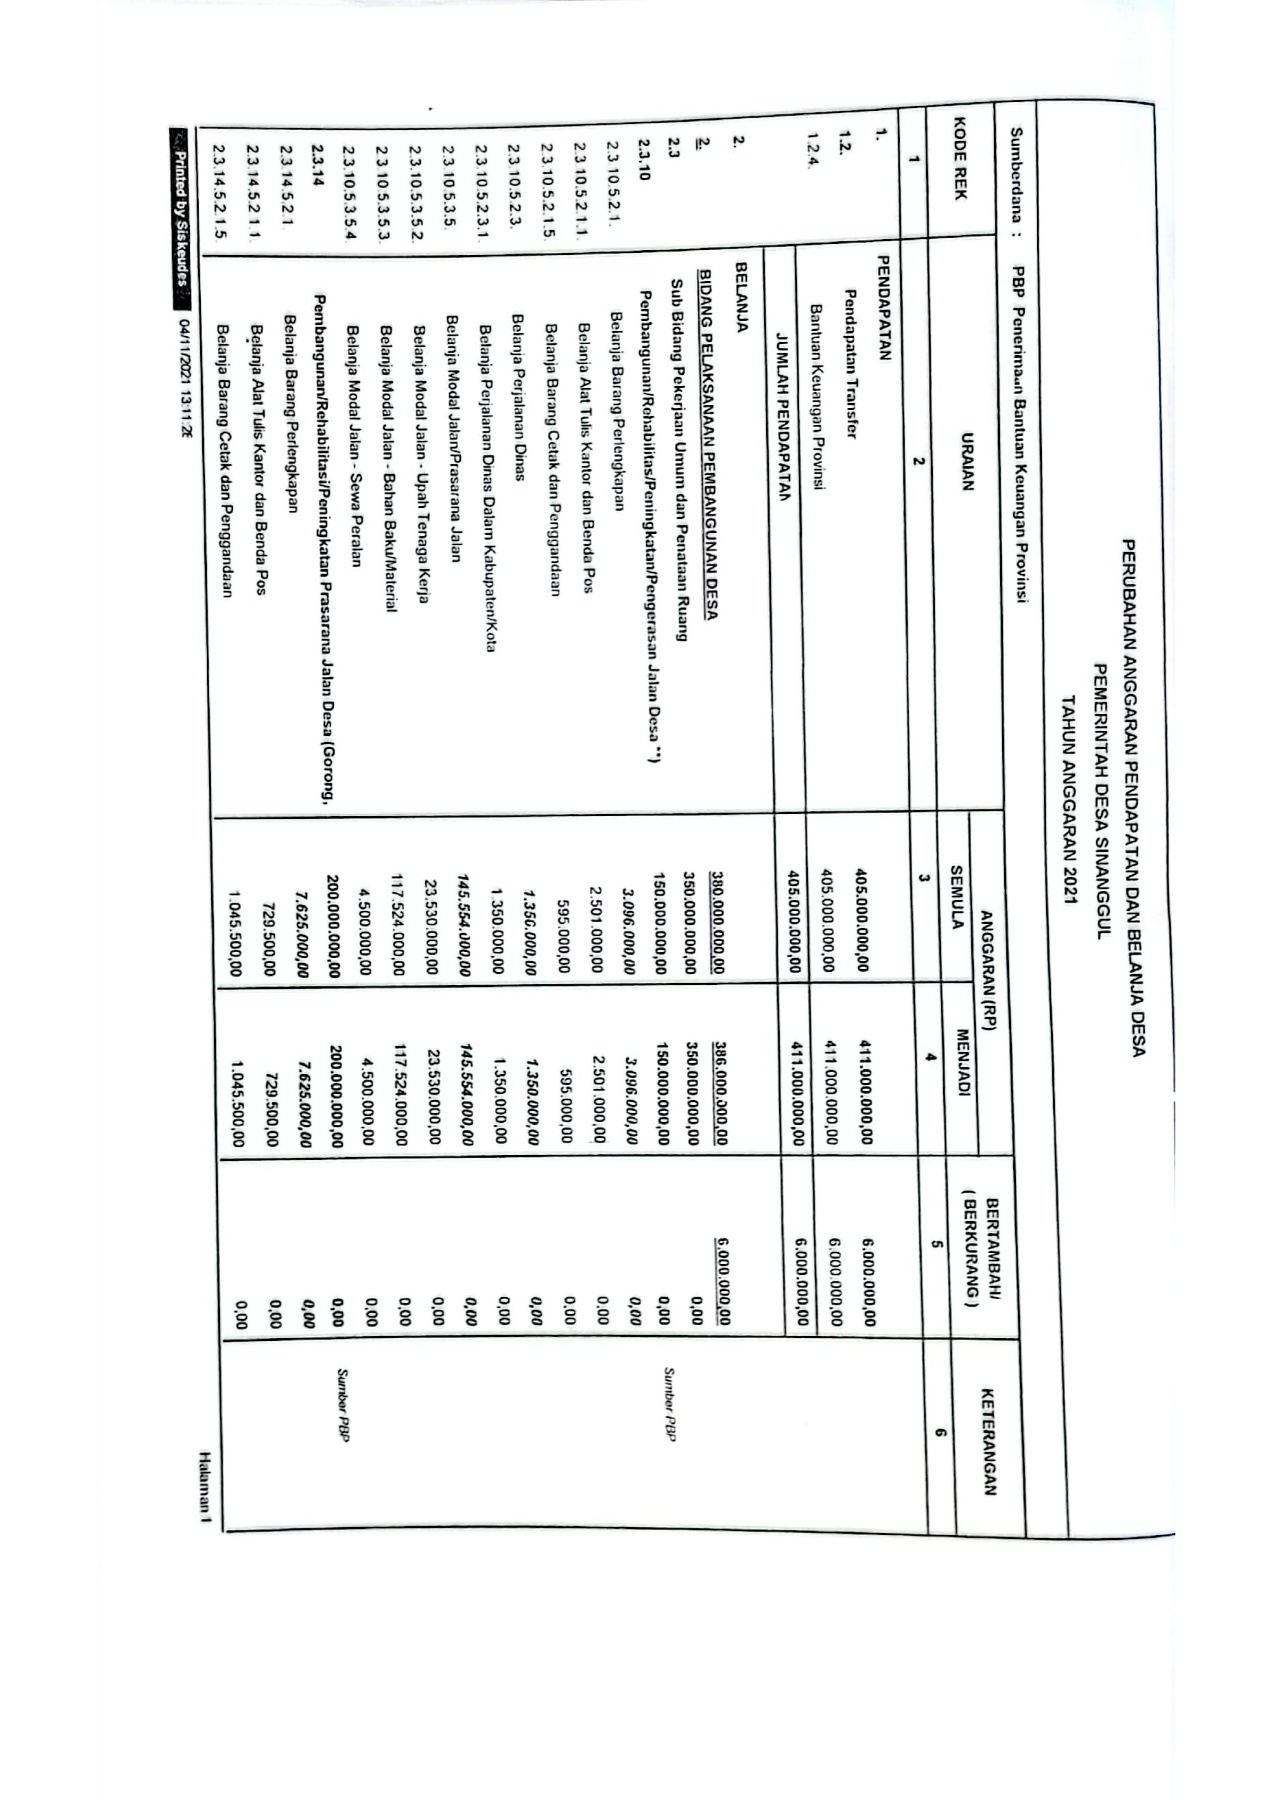 PERUBAHAN ANGGARAN PENDAPATAN DAN BELANJA DESA
PEMERINTAH DESA SINANGGUL
TAHUN ANGGARAN 2021
Sumberdana : PBP Penerimaan Bantuan Keuangan Provinsi
KODE REK URAIAN ANGGARAN (RP) BERTAMBAH/ ( BERKURANG ) KETERANGAN
SEMULA MENJADI
1 2 3 4 5 6
1. PENDAPATAN
1.2. Pendapatan Transfer 405.000.000,00 411.000.000,00 6.000.000,00
1.2.4. Bantuan Keuangan Provinsi 405.000.000,00 411.000.000,00 6.000.000,00
JUMLAH PENDAPATAN 405.000.000,00 411.000.000,00 6.000.000,00
2. BELANJA
2. BIDANG PELAKSANAAN PEMBANGUNAN DESA 380.000.000,00 386.000.000,00 6.000.000,00
2.3 Sub Bidang Pekerjaan Umum dan Penataan Ruang 350.000.000,00 350.000.000,00 0,00
2.3.10 Pembangunan/Rehabilitas/Peningkatan/Pengerasan Jalan Desa **) 150.000.000,00 150.000.000,00 0,00 Sumber PBP
2.3.10.5.2.1. Belanja Barang Perlengkapan 3.096.000,00 3.096.000,00 0,00
2.3.10.5.2.1.1. Belanja Alat Tulis Kantor dan Benda Pos 2.501.000,00 2.501.000,00 0,00
2.3.10.5.2.1.5. Belanja Barang Cetak dan Penggandaan 595.000,00 595.000,00 0,00
2.3.10.5.2.3. Belanja Perjalanan Dinas 1.350.000,00 1.350.000,00 0,00
2.3.10.5.2.3.1. Belanja Perjalanan Dinas Dalam Kabupaten/Kota 1.350.000,00 1.350.000,00 0,00
2.3.10.5.3.5. Belanja Modal Jalan/Prasarana Jalan 145.554.000,00 145.554.000,00 0,00
2.3.10.5.3.5.2. Belanja Modal Jalan - Upah Tenaga Kerja 23.530.000,00 23.530.000,00 0,00
2.3.10.5.3.5.3. Belanja Modal Jalan - Bahan Baku/Material 117.524.000,00 117.524.000,00 0,00
2.3.10.5.3.5.4. Belanja Modal Jalan - Sewa Peralan 4.500.000,00 4.500.000,00 0,00
2.3.14 Pembangunan/Rehabilitasi/Peningkatan Prasarana Jalan Desa (Gorong, 200.000.000,00 200.000.000,00 0,00 Sumber PBP
2.3.14.5.2.1. Belanja Barang Perlengkapan 7.625.000,00 7.625.000,00 0,00
2.3.14.5.2.1.1. Belanja Alat Tulis Kantor dan Benda Pos 729.500,00 729.500,00 0,00
2.3.14.5.2.1.5. Belanja Barang Cetak dan Penggandaan 1.045.500,00 1.045.500,00 0,00
Printed by Siskeudes 04/11/2021 13:11:26 Halaman 1